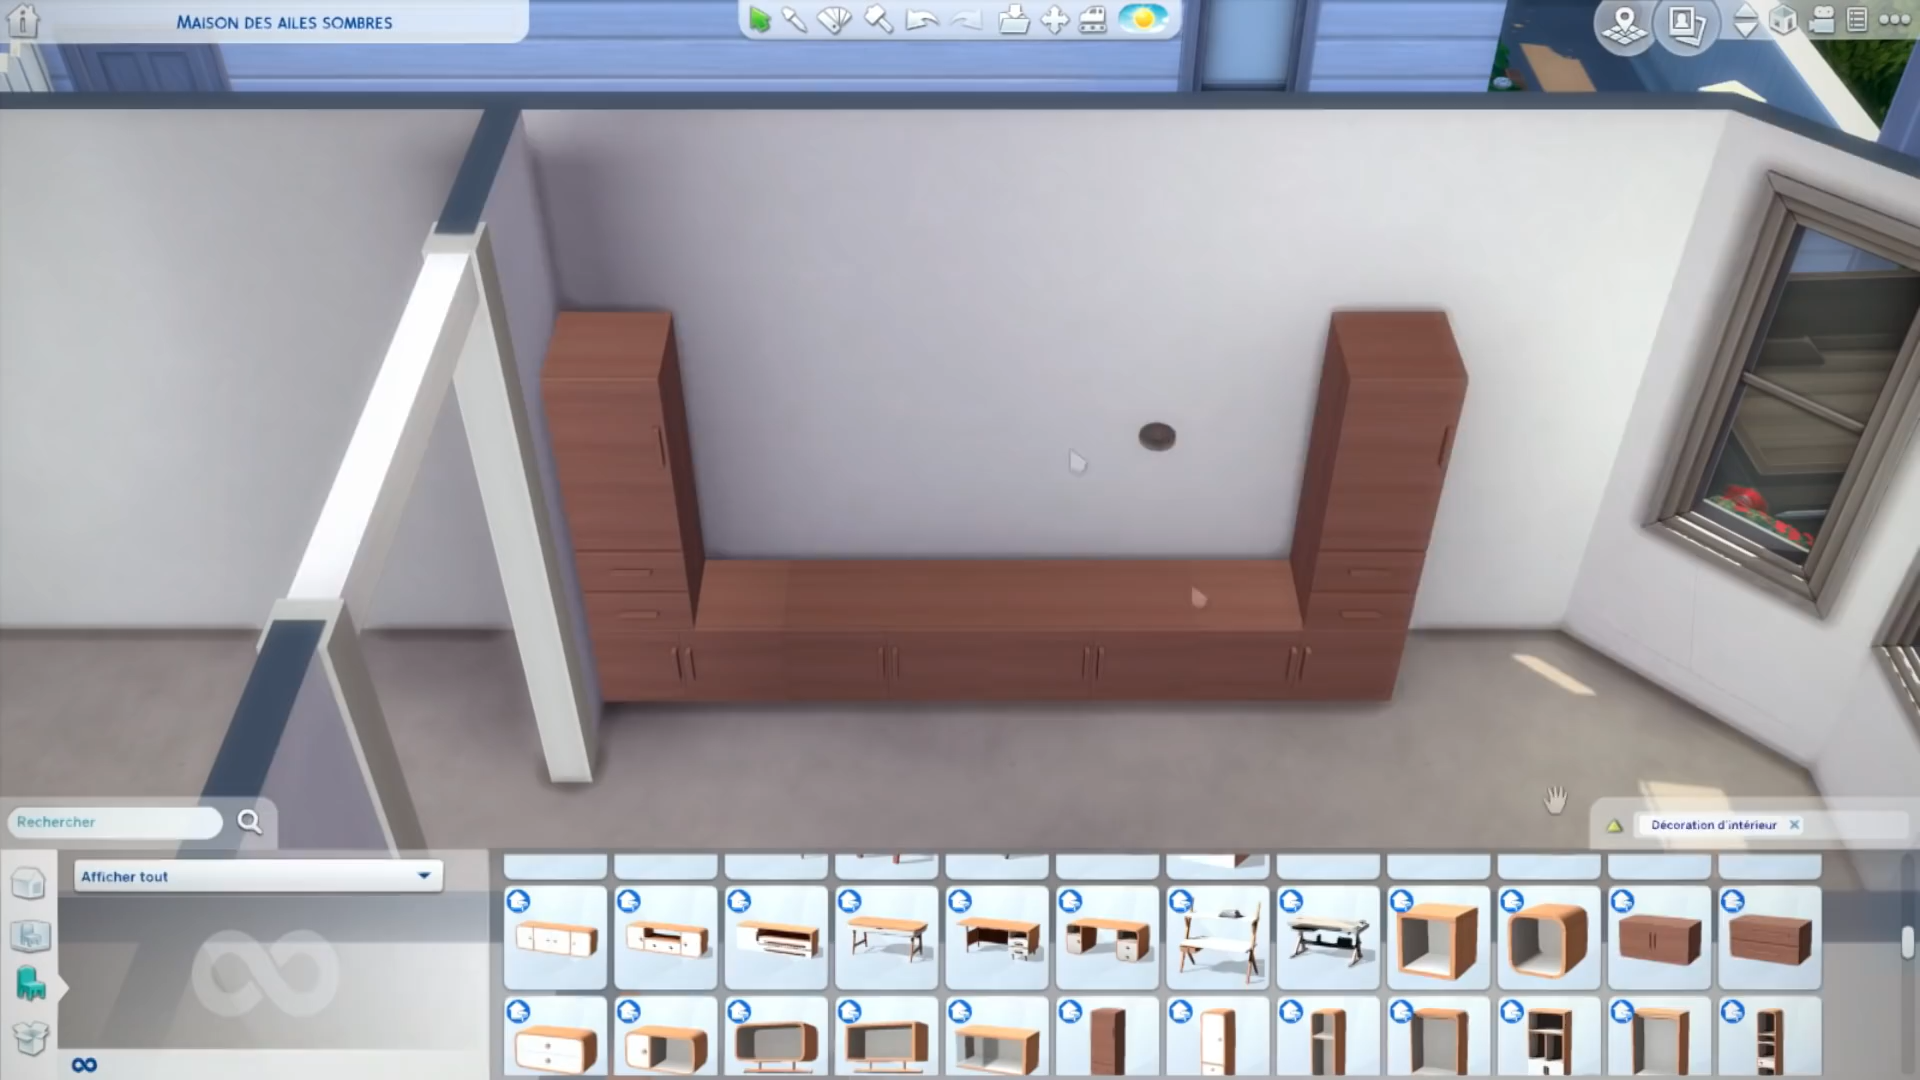 Maison des ailes sombres
Rechercher
Décoration d'intérieur
Afficher tout